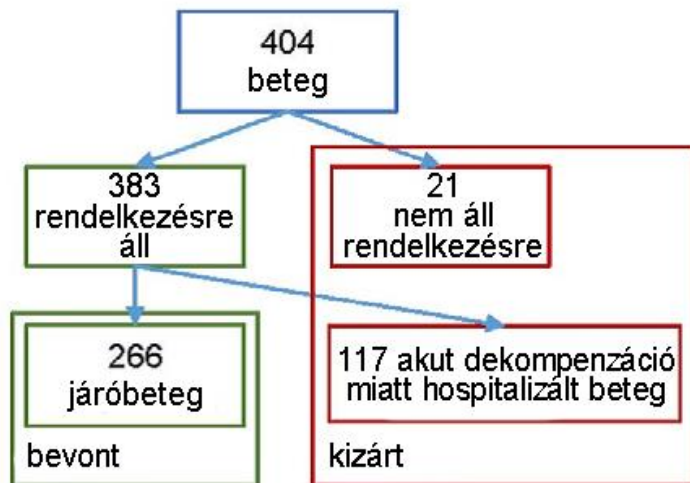 404
beteg
383
rendelkezésre
áll
21
nem áll
rendelkezésre
266
járóbeteg
bevont
117 akut dekompenzáció
miatt hospitalizált beteg
kizárt